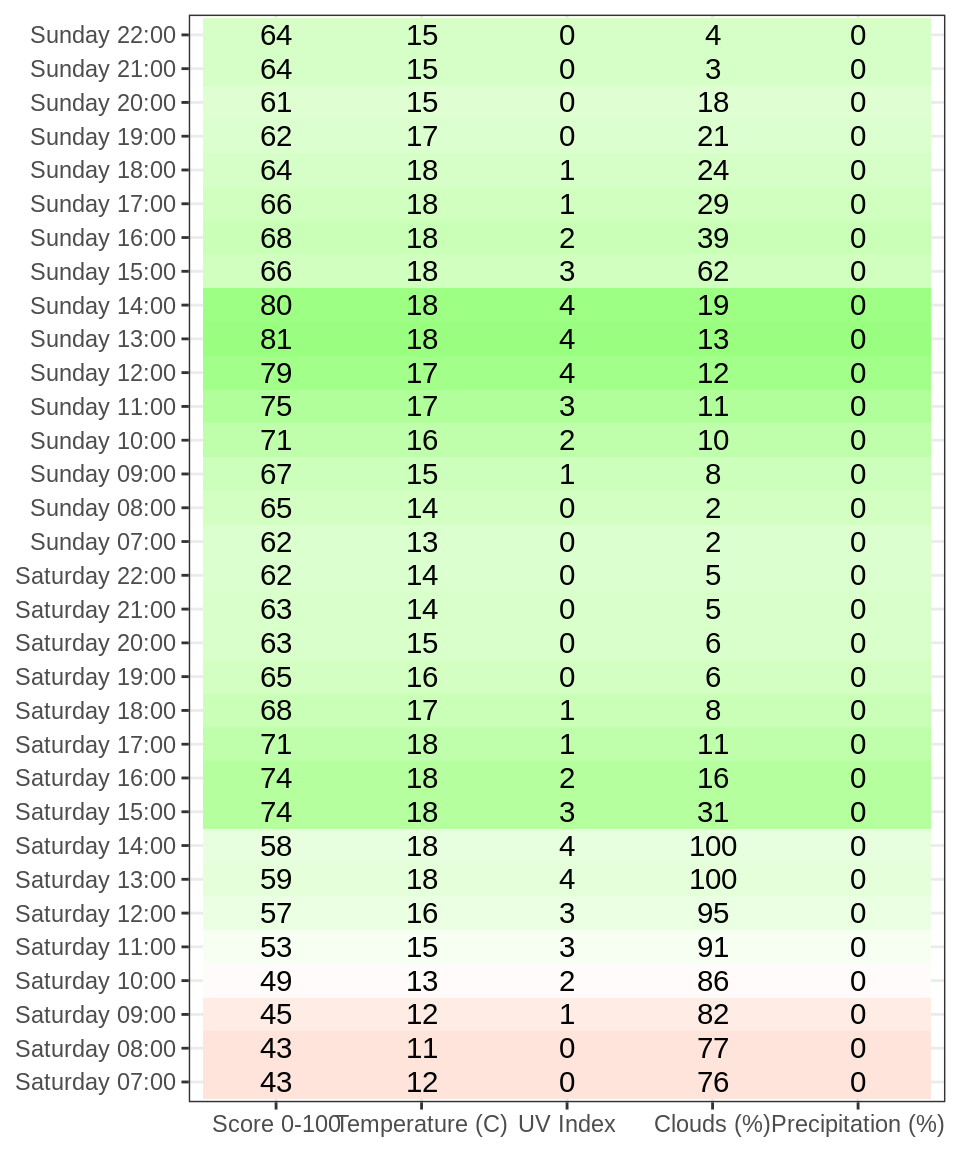 Sunday 22:00 64 15 0 4 0
Sunday 21:00 64 15 0 3 0
Sunday 20:00 61 15 0 18 0
Sunday 19:00 62 17 0 21 0
Sunday 18:00 64 18 1 24 0
Sunday 17:00 66 18 1 29 0
Sunday 16:00 68 18 2 39 0
Sunday 15:00 66 18 3 62 0
Sunday 14:00 80 18 4 19 0
Sunday 13:00 81 18 4 13 0
Sunday 12:00 79 17 4 12 0
Sunday 11:00 75 17 3 11 0
Sunday 10:00 71 16 2 10 0
Sunday 09:00 67 15 1 8 0
Sunday 08:00 65 14 0 2 0
Sunday 07:00 62 13 0 2 0
Saturday 22:00 62 14 0 5 0
Saturday 21:00 63 14 0 5 0
Saturday 20:00 63 15 0 6 0
Saturday 19:00 65 16 0 6 0
Saturday 18:00 68 17 1 8 0
Saturday 17:00 71 18 1 11 0
Saturday 16:00 74 18 2 16 0
Saturday 15:00 74 18 3 31 0
Saturday 14:00 58 18 4 100 0
Saturday 13:00 59 18 4 100 0
Saturday 12:00 57 16 3 95 0
Saturday 11:00 53 15 3 91 0
Saturday 10:00 49 13 2 86 0
Saturday 09:00 45 12 1 82 0
Saturday 08:00 43 11 0 77 0
Saturday 07:00 43 12 0 76 0
Score 0-100 Temperature (C) UV Index Clouds (%) Precipitation (%)